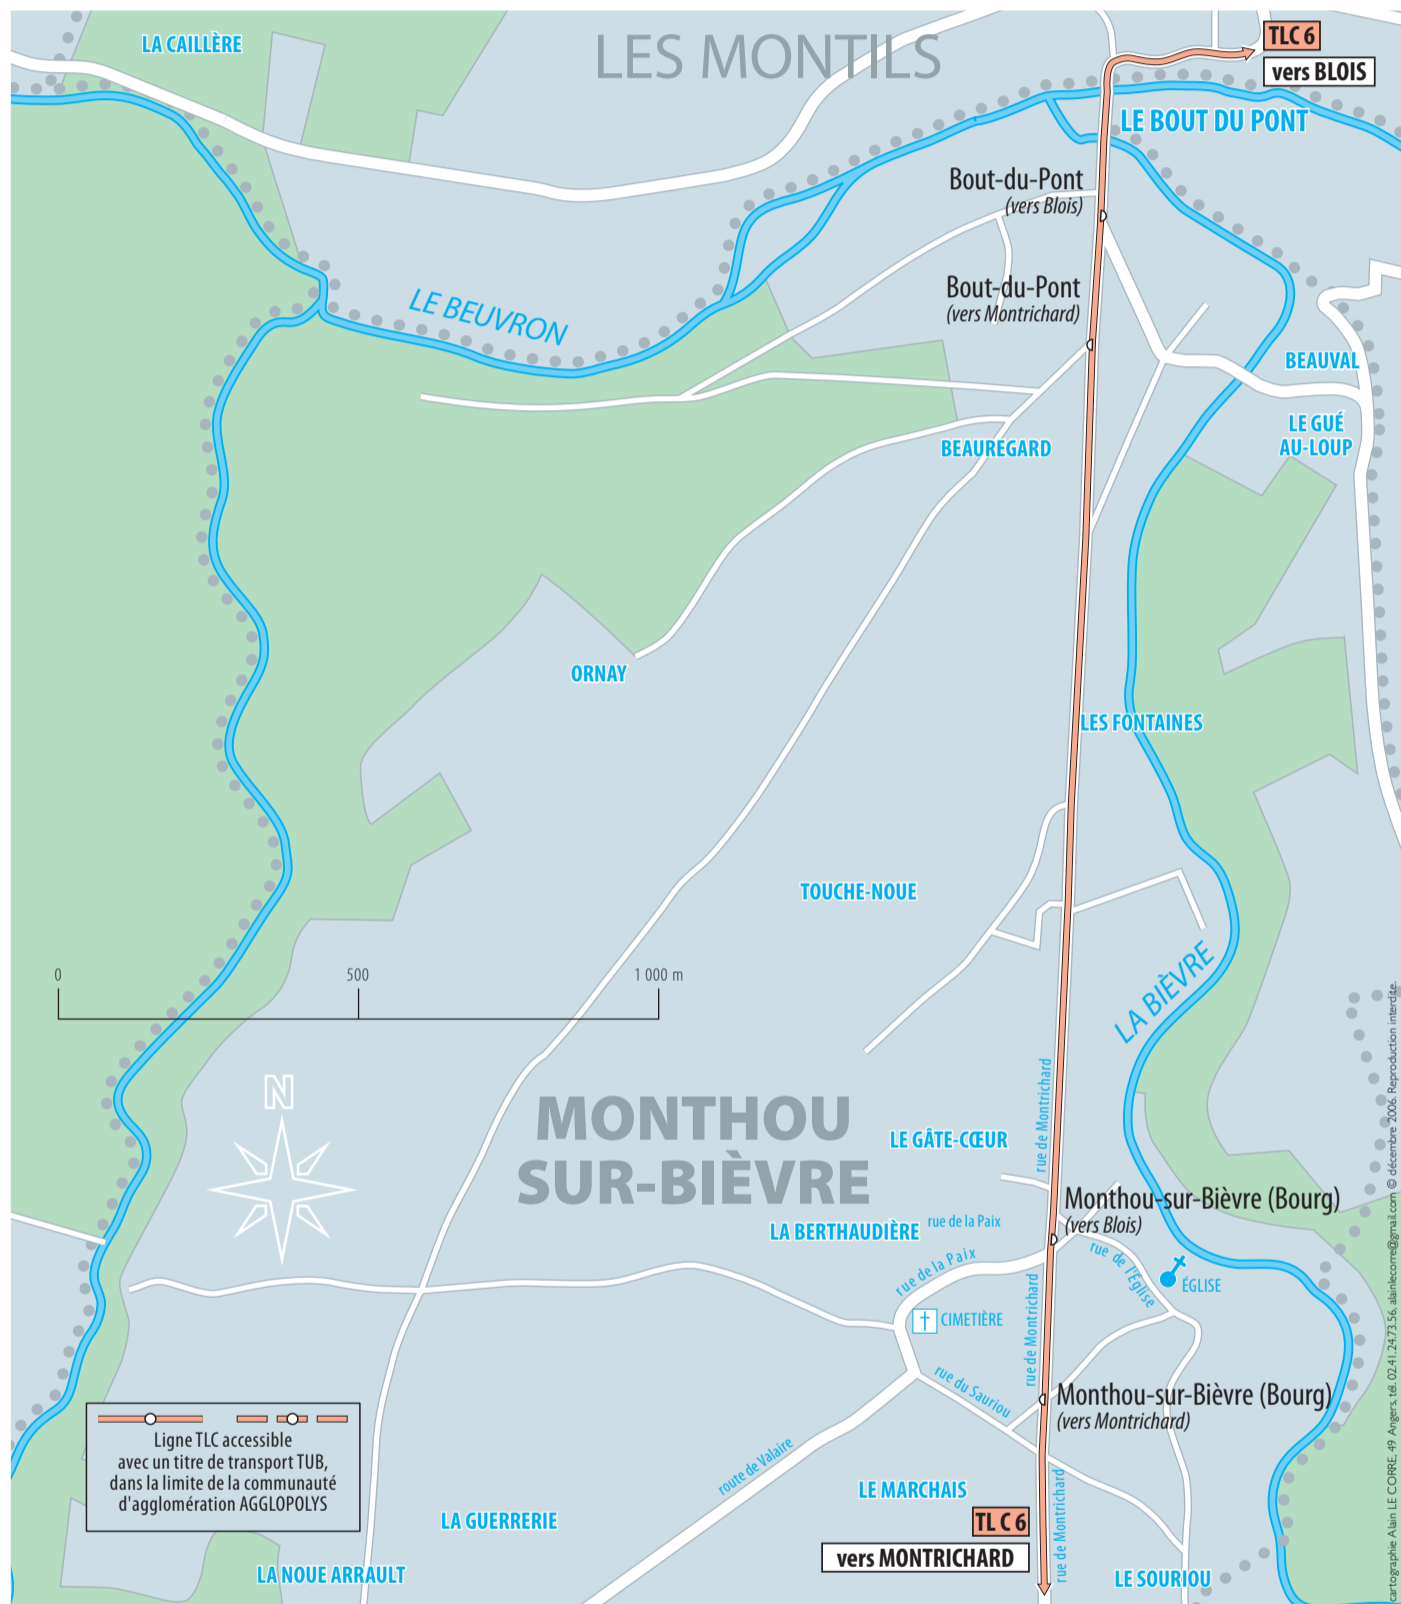 LA CAILLÈRE
LES MONTILS
TLC 6
vers BLOIS
LE BOUT DU PONT
Bout-du-Pont
(vers Blois)
Bout-du-Pont
(vers Montrichard)
LE BEUVRON
BEAUVAL
LE GUÉ
AU-LOUP
BEAUREGARD
ORNAY
LES FONTAINES
TOUCHE-NOUE
0 500 1 000 m
LA BIÈVRE
N
MONTHOU
SUR-BIÈVRE
rue de Montrichard
LE GÂTE-CŒUR
Monthou-sur-Bièvre (Bourg)
(vers Blois)
LA BERTHAUDIÈRE
rue de la Paix
rue de la Paix
rue de l'Église
ÉGLISE
CIMETIÈRE
rue de Montrichard
rue du Sauriou
Monthou-sur-Bièvre (Bourg)
(vers Montrichard)
Ligne TLC accessible
avec un titre de transport TUB,
dans la limite de la communauté
d'agglomération AGGLOPOLYS
route de Valaire
LE MARCHAIS
LA GUERRERIE
TL C 6
vers MONTRICHARD
rue de Montrichard
LA NOUE ARRAULT
LE SOURIOU
cartographie Alain LE CORRE, 49 Angers, tél. 02.41.24.73.56, alainlecorre@gmail.com © décembre 2006. Reproduction interdite.